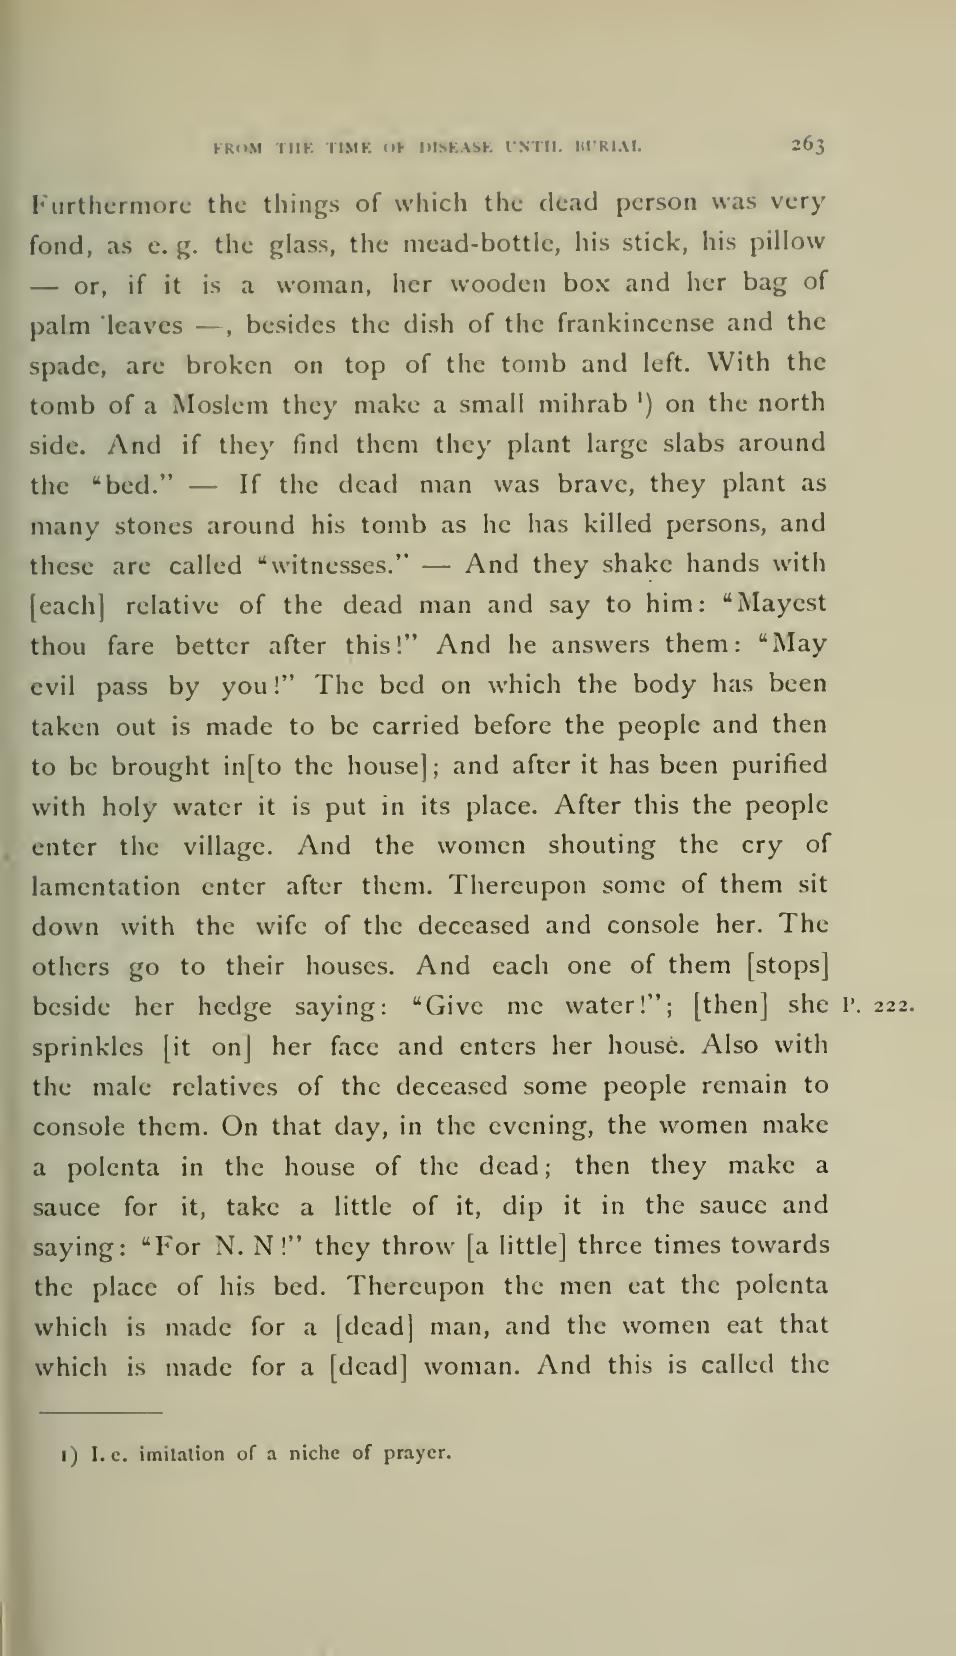 FROM THE TIME OF DISEASE UNTIL BURIAL 263
Furthermore the things of which the dead person was very
fond, as e. g. the glass, the mead-bottle, his stick, his pillow
— or, if it is a woman, her wooden box and her bag of
palm leaves —, besides the dish of the frankincense and the
spade, are broken on top of the tomb and left. With the
tomb of a Moslem they make a small mihrab ¹) on the north
side. And if they find them they plant large slabs around
the “bed.” — If the dead man was brave, they plant as
many stones around his tomb as he has killed persons, and
these are called “witnesses.” — And they shake hands with
[each] relative of the dead man and say to him: “Mayest
thou fare better after this!” And he answers them: “May
evil pass by you!” The bed on which the body has been
taken out is made to be carried before the people and then
to be brought in[to the house]; and after it has been purified
with holy water it is put in its place. After this the people
enter the village. And the women shouting the cry of
lamentation enter after them. Thereupon some of them sit
down with the wife of the deceased and console her. The
others go to their houses. And each one of them [stops]
beside her hedge saying: “Give me water!”; [then] she P. 222.
sprinkles [it on] her face and enters her house. Also with
the male relatives of the deceased some people remain to
console them. On that day, in the evening, the women make
a polenta in the house of the dead; then they make a
sauce for it, take a little of it, dip it in the sauce and
saying: “For N. N!” they throw [a little] three times towards
the place of his bed. Thereupon the men eat the polenta
which is made for a [dead] man, and the women eat that
which is made for a [dead] woman. And this is called the
1) I. e. imitation of a niche of prayer.